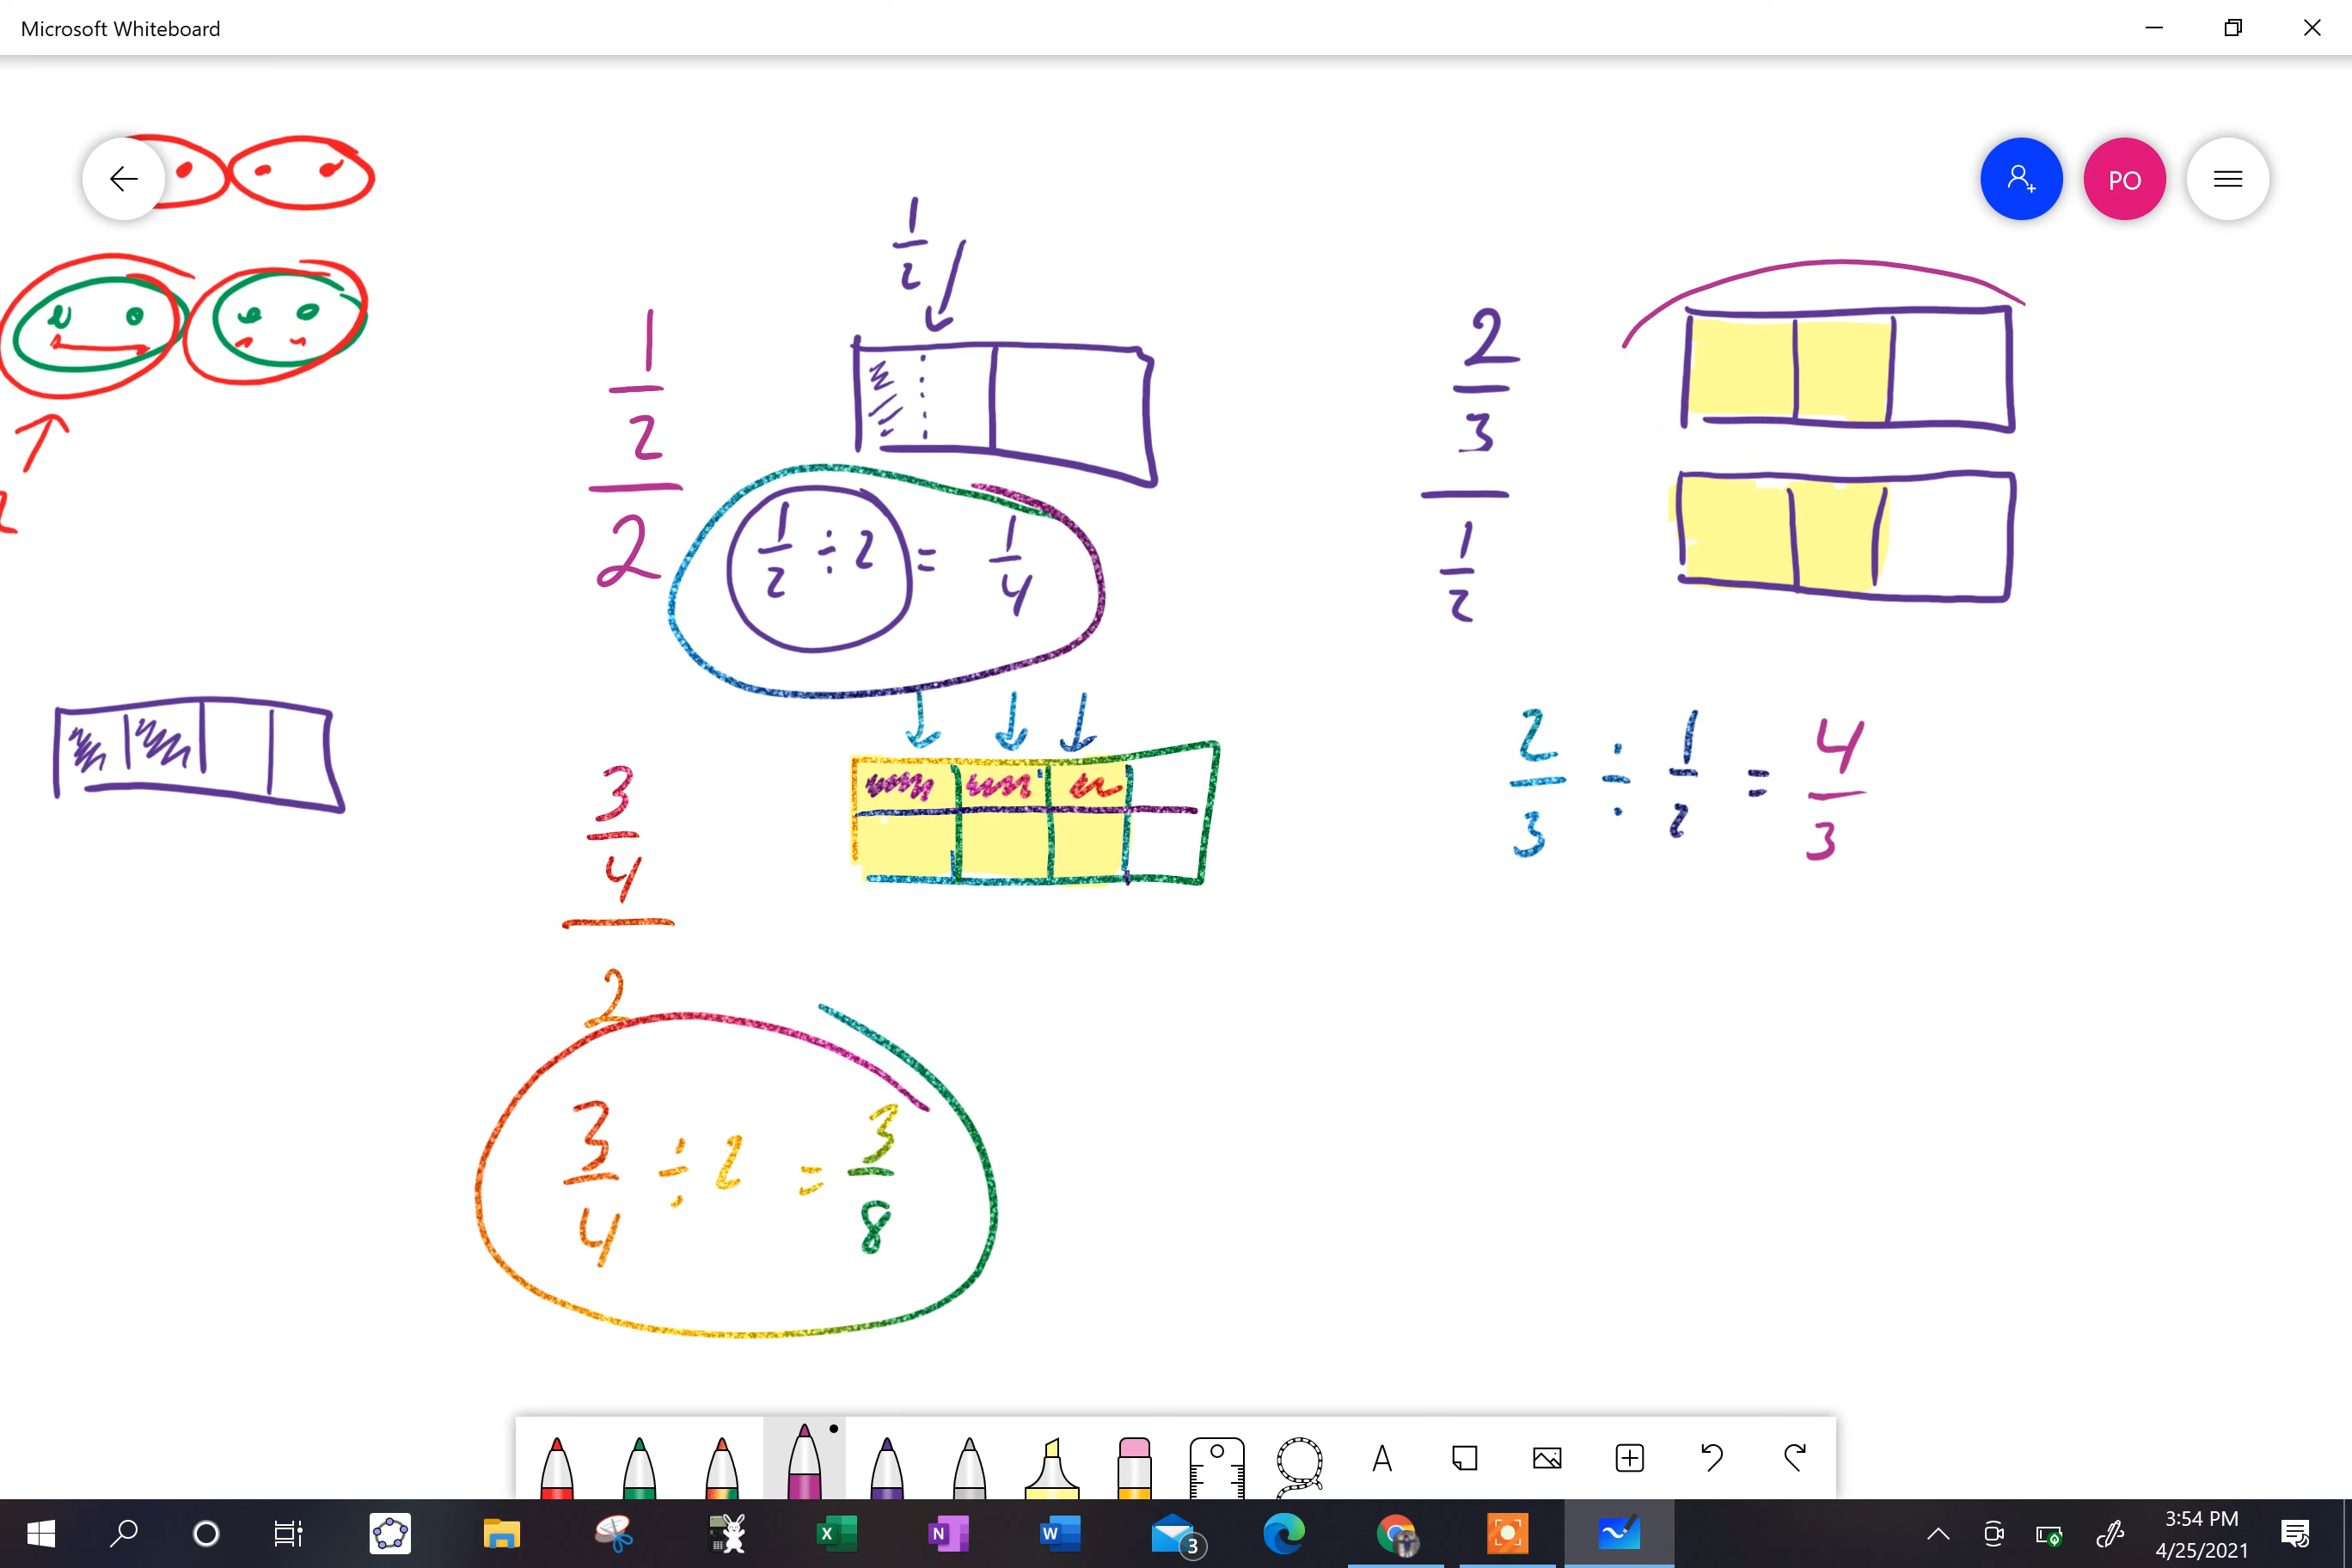 Microsoft Whiteboard
PO
1/2
1/2
2
1/2 ÷ 2 = 1/4
3/4
2
3/4 ÷ 2 = 3/8
2/3
1/2
2/3 ÷ 1/2 = 4/3
A
X
N
W
3
3:54 PM
4/25/2021